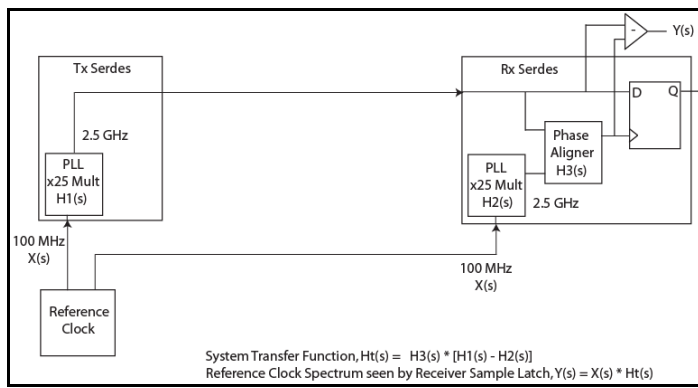 Y(s)
-
Tx Serdes
Rx Serdes
D
Q
2.5 GHz
Phase
Aligner
H3(s)
PLL
x25 Mult
H1(s)
PLL
x25 Mult
H2(s)
2.5 GHz
100 MHz
X(s)
100 MHz
X(s)
Reference
Clock
System Transfer Function, Ht(s) = H3(s) * [H1(s) - H2(s)]
Reference Clock Spectrum seen by Receiver Sample Latch, Y(s) = X(s) * Ht(s)